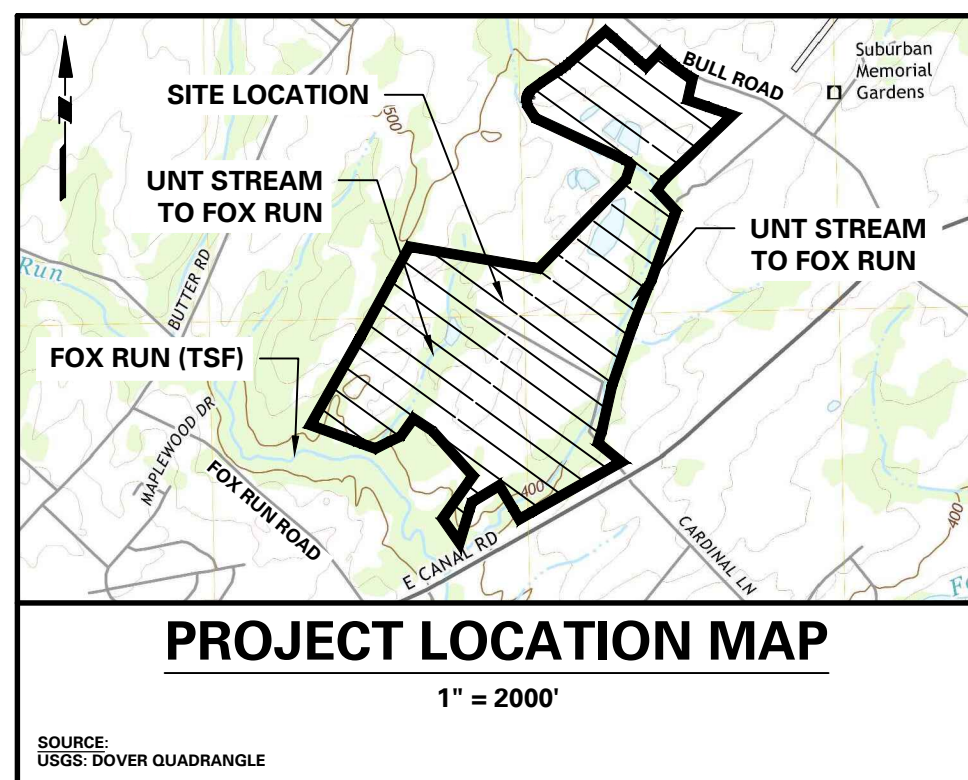 Suburban
Memorial
Gardens
BULL ROAD
SITE LOCATION
1500
UNT STREAM
TO FOX RUN
UNT STREAM
TO FOX RUN
Run
BUTTER RD
FOX RUN (TSF)
MAPLEWOOD DR
FOX RUN ROAD
400
400
E CANAL RD
CARDINAL LN
PROJECT LOCATION MAP
1" = 2000'
SOURCE:
USGS: DOVER QUADRANGLE